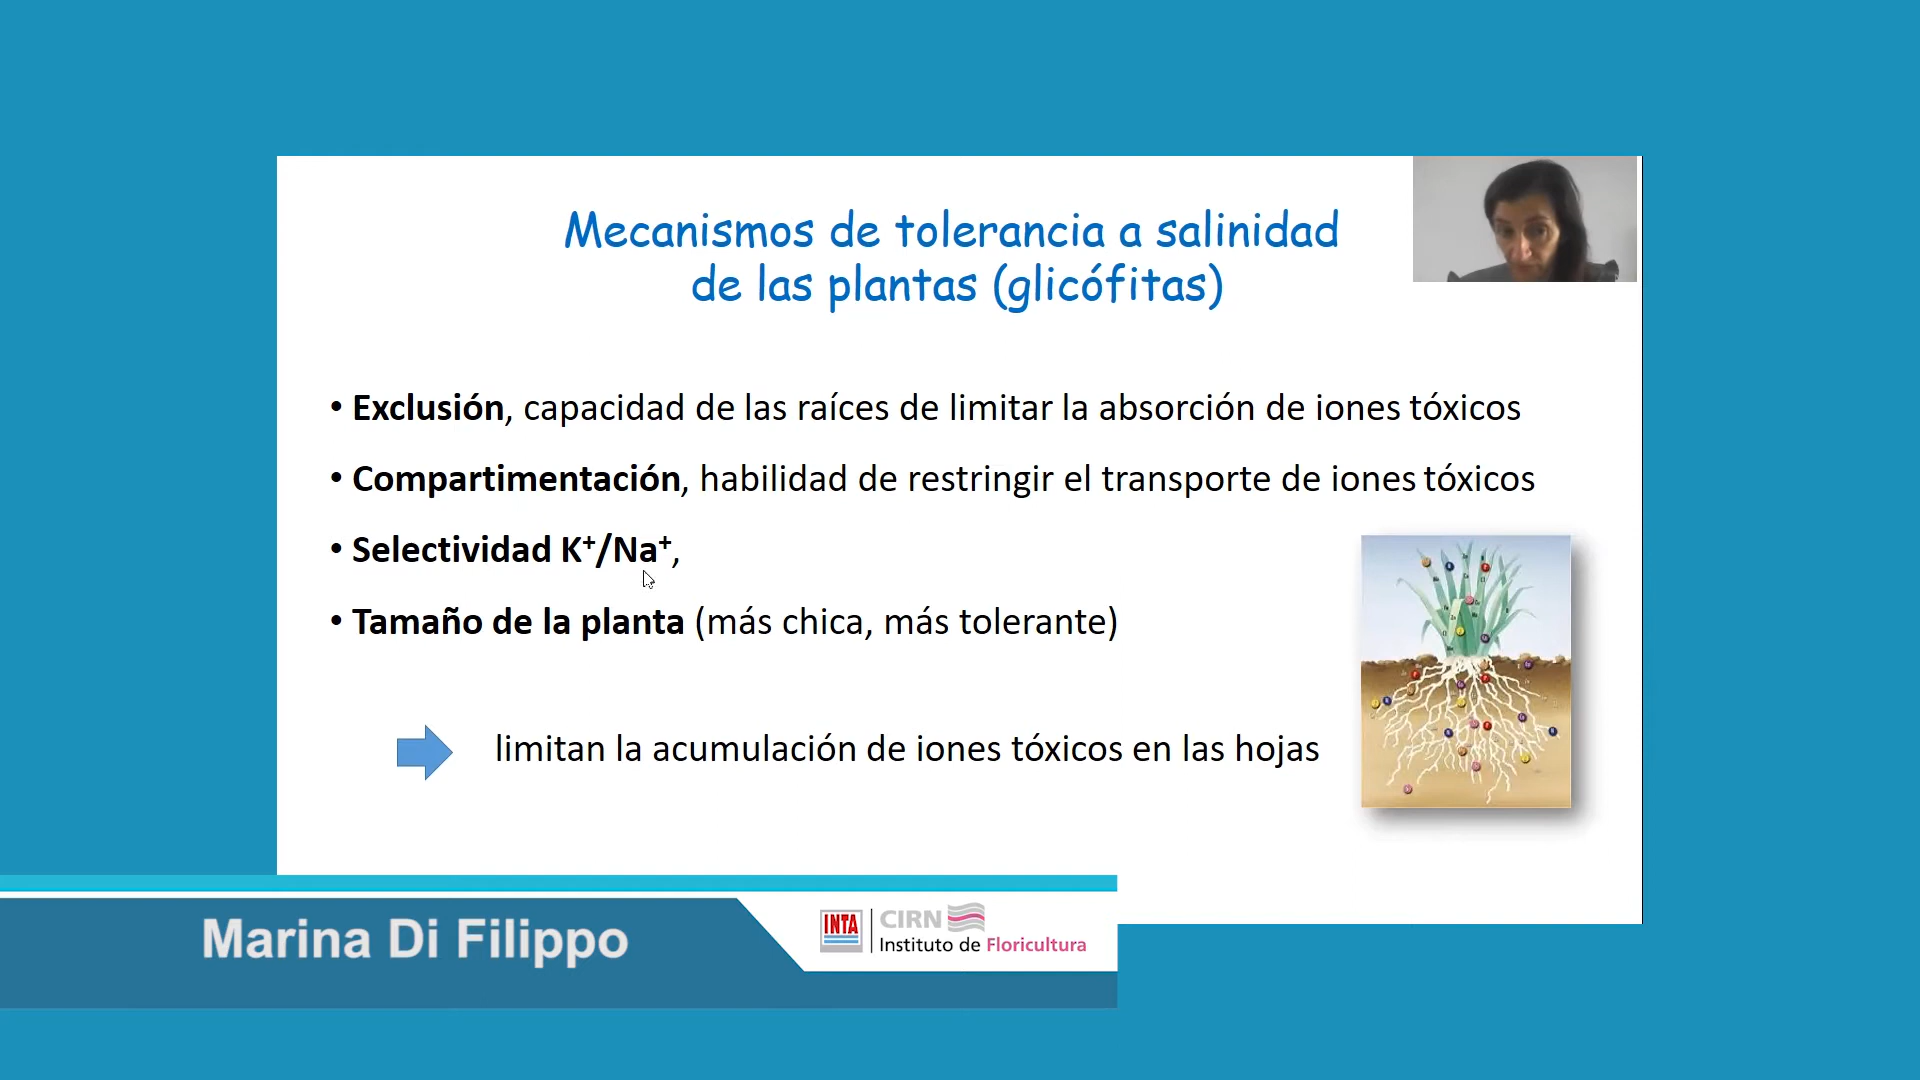 Mecanismos de tolerancia a salinidad
de las plantas (glicófitas)
• Exclusión, capacidad de las raíces de limitar la absorción de iones tóxicos
• Compartimentación, habilidad de restringir el transporte de iones tóxicos
• Selectividad K⁺/Na⁺,
• Tamaño de la planta (más chica, más tolerante)
limitan la acumulación de iones tóxicos en las hojas
Marina Di Filippo
INTA
CIRN
Instituto de Floricultura